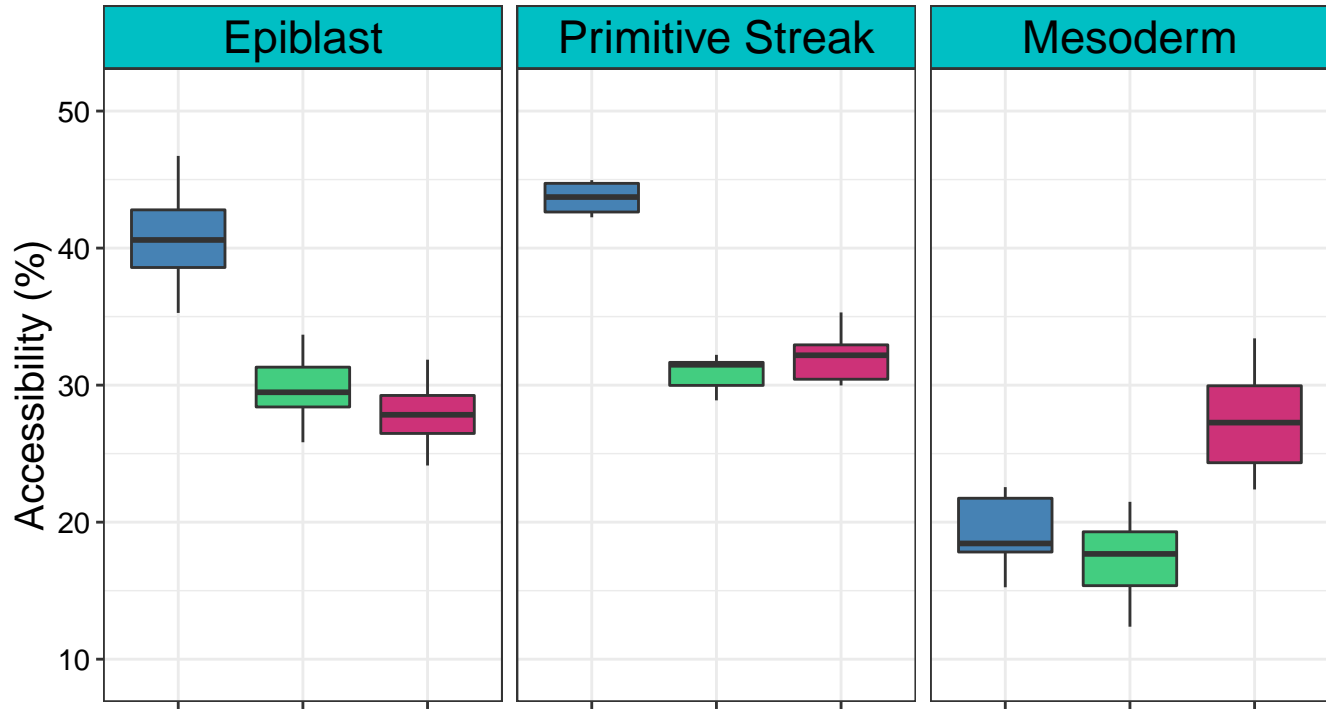 Epiblast
Primitive Streak
Mesoderm
Accessibility (%)
50
40
30
20
10